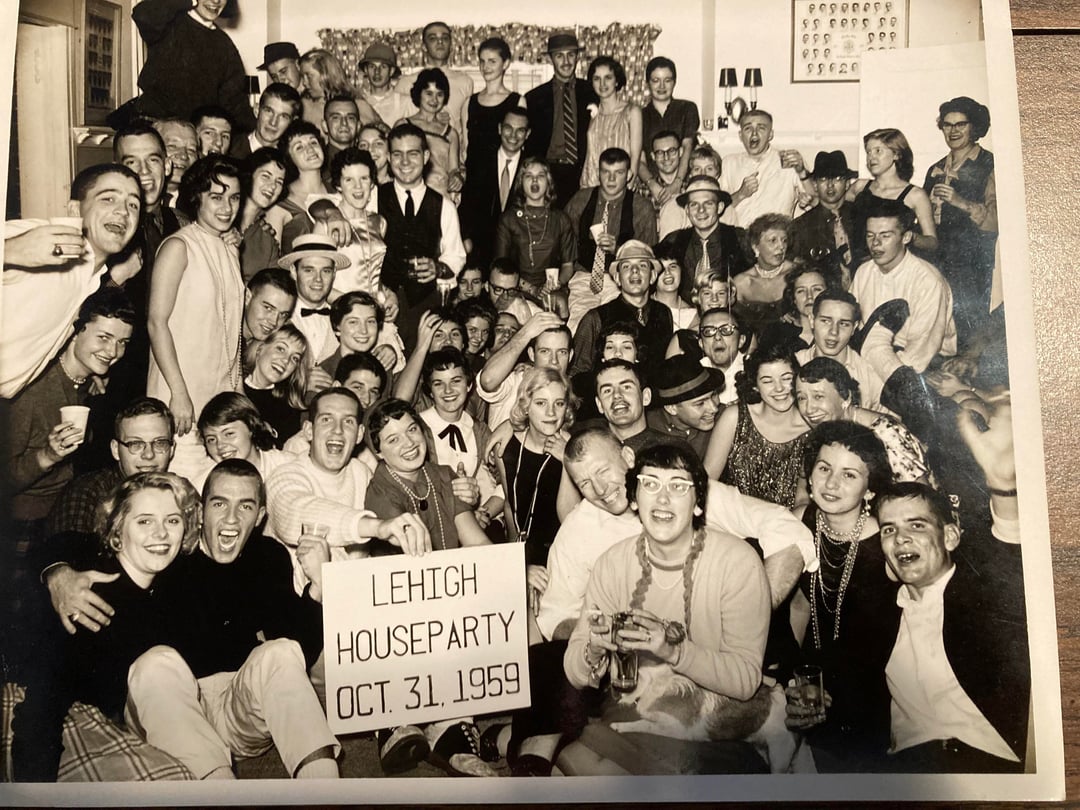 LEHIGH
HOUSEPARTY
OCT. 31, 1959